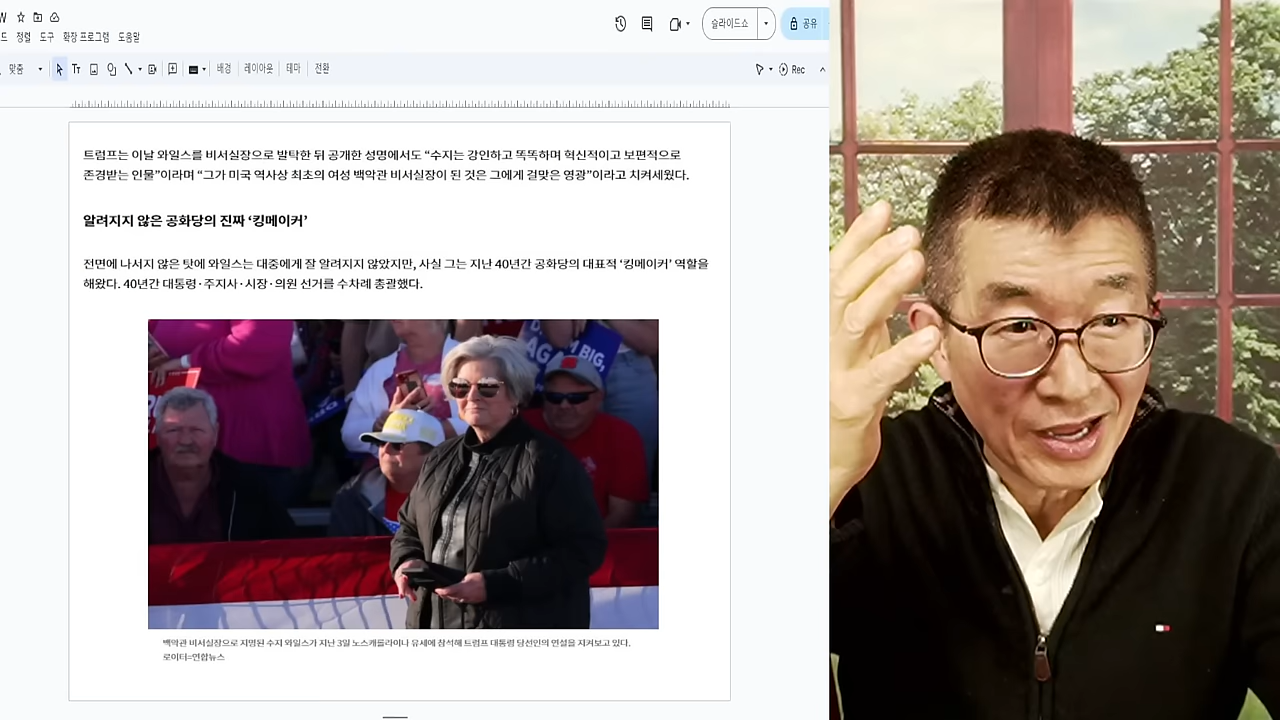 W
드 정렬 도구 확장 프로그램 도움말
슬라이드쇼
공유
맞춤
Tт
배경 레이아웃 테마 전환
Rec
트럼프는 이날 와일스를 비서실장으로 발탁한 뒤 공개한 성명에서도 “수지는 강인하고 똑똑하며 혁신적이고 보편적으로
존경받는 인물”이라며 “그가 미국 역사상 최초의 여성 백악관 비서실장이 된 것은 그에게 걸맞은 영광”이라고 치켜세웠다.
알려지지 않은 공화당의 진짜 ‘킹메이커’
전면에 나서지 않은 탓에 와일스는 대중에게 잘 알려지지 않았지만, 사실 그는 지난 40년간 공화당의 대표적 ‘킹메이커’ 역할을
해왔다. 40년간 대통령·주지사·시장·의원 선거를 수차례 총괄했다.
BIG,
AGA
백악관 비서실장으로 지명된 수지 와일스가 지난 3일 노스캐롤라이나 유세에 참석해 트럼프 대통령 당선인의 연설을 지켜보고 있다.
로이터=연합뉴스